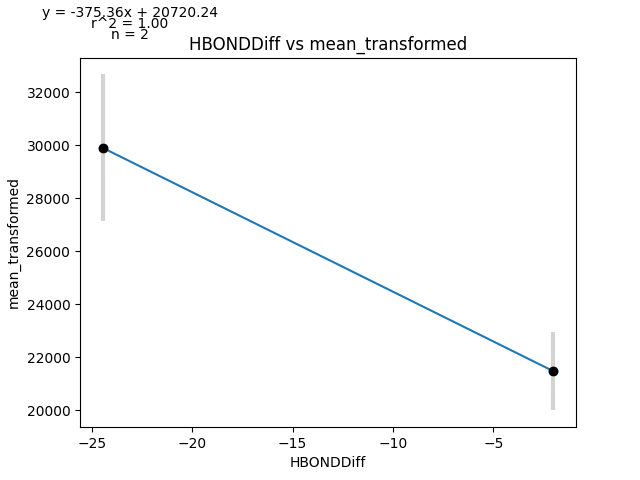 y = -375.36x + 20720.24
r^2 = 1.00
n = 2
HBONDDiff vs mean_transformed
mean_transformed
32000
30000
28000
26000
24000
22000
20000
−25
−20
−15
−10
−5
HBONDDiff